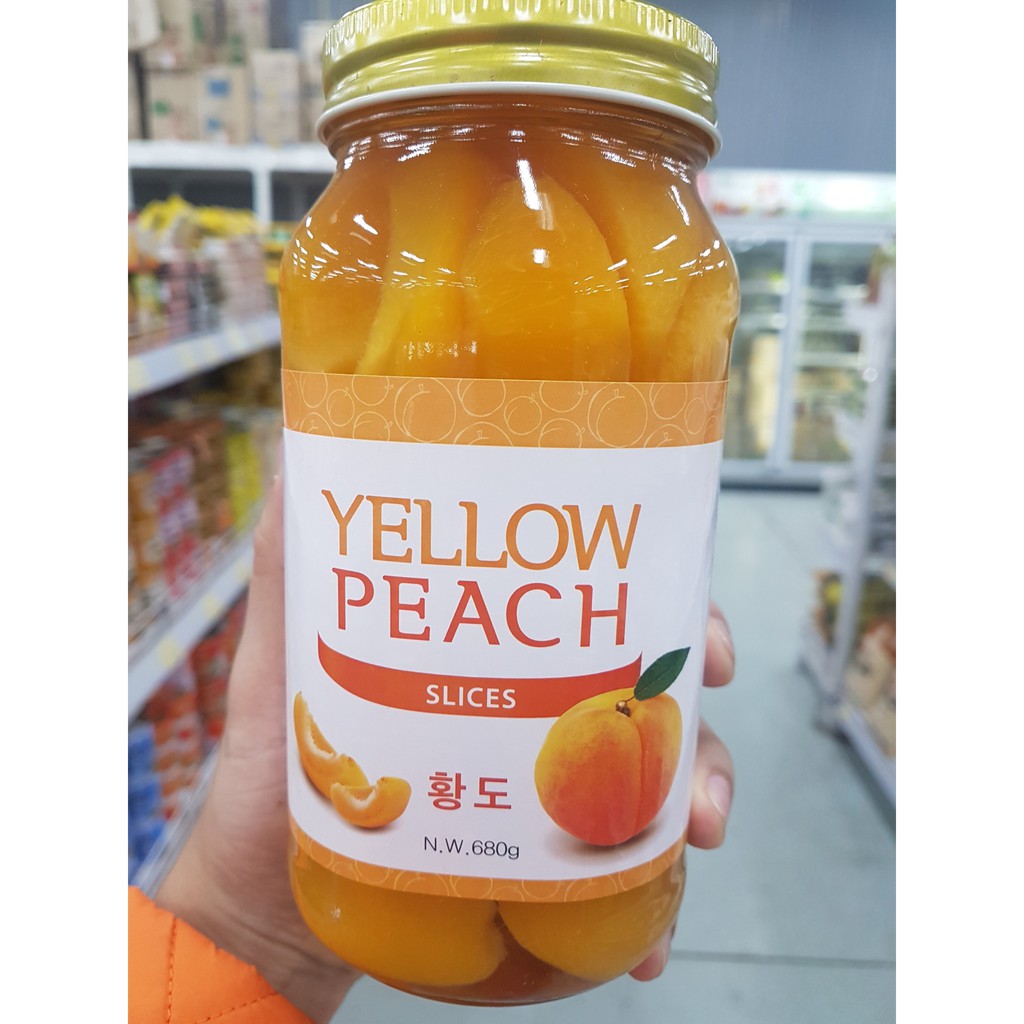 YELLOW
PEACH
SLICES
황도
N.W.680g